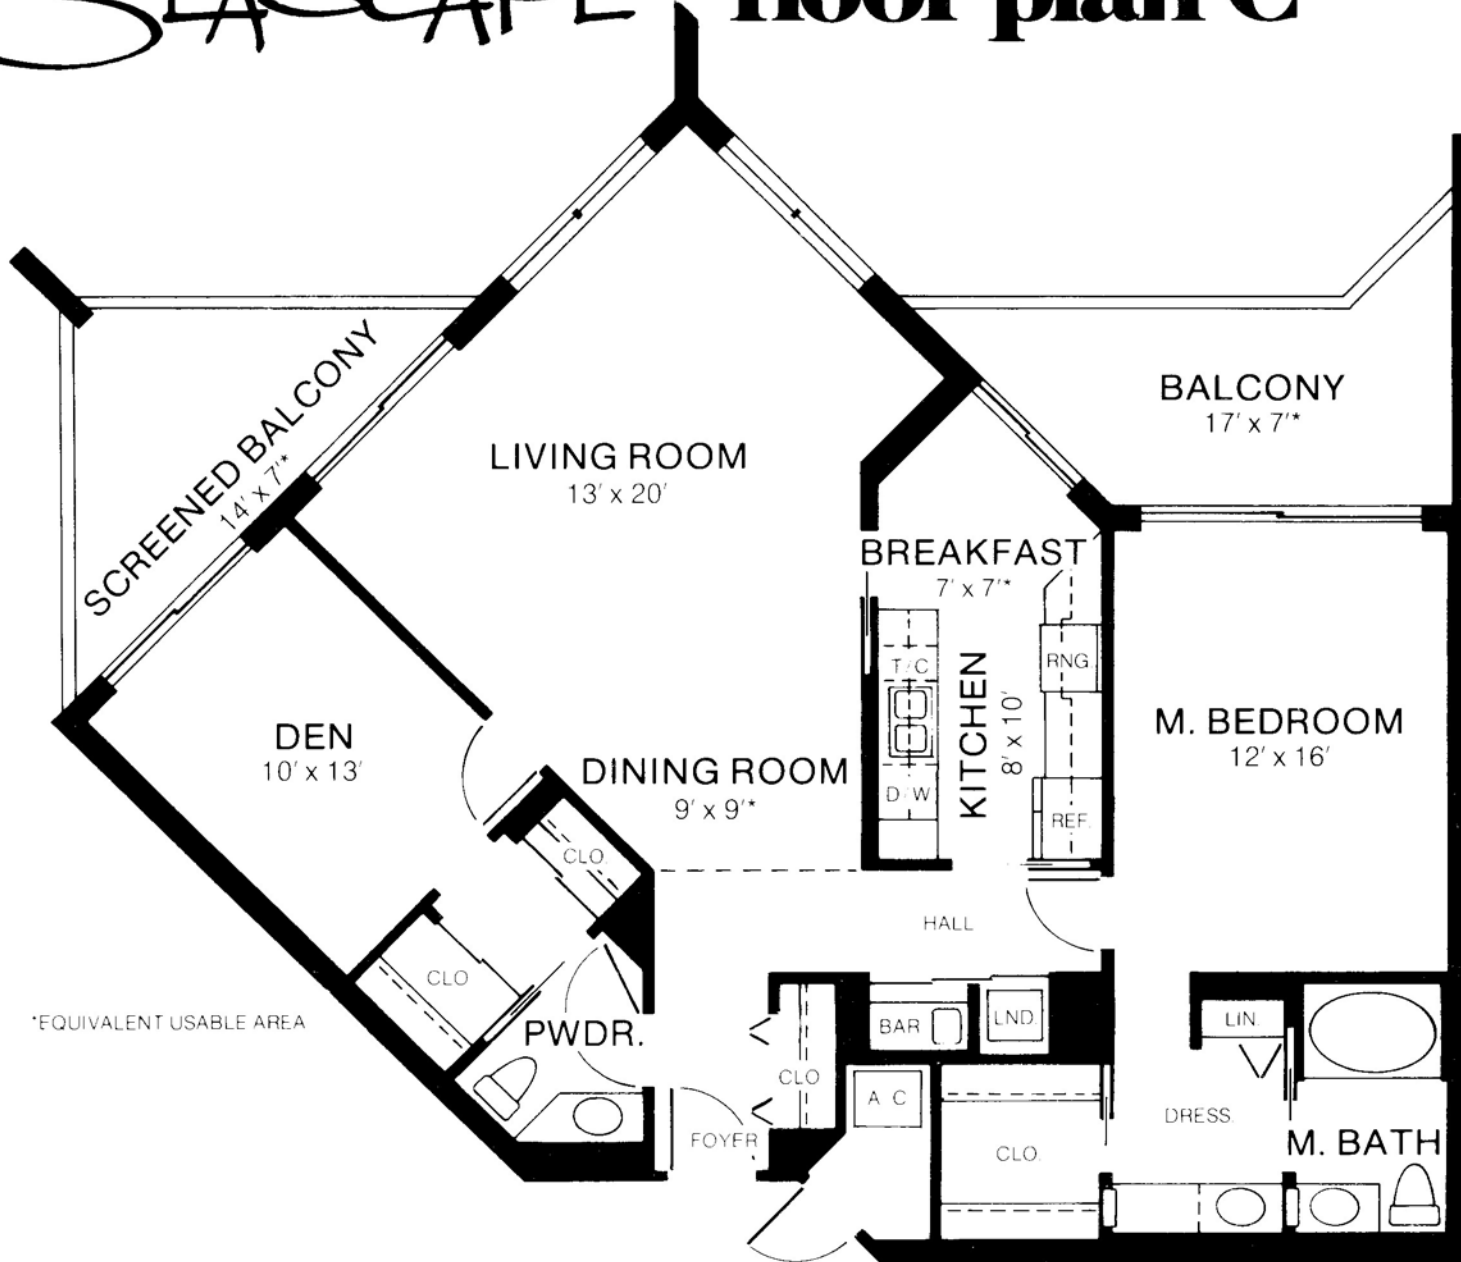 SEASCAPE floor plan C
SCREENED BALCONY
14' x 7'*
LIVING ROOM
13' x 20'
BALCONY
17' x 7'*
BREAKFAST
7' x 7'*
T/C
RNG.
KITCHEN
8' x 10'
D/W
REF.
M. BEDROOM
12' x 16'
DEN
10' x 13'
DINING ROOM
9' x 9'*
CLO.
CLO
HALL
*EQUIVALENT USABLE AREA
PWDR.
BAR
LND.
LIN.
CLO
A C
FOYER
CLO.
DRESS.
M. BATH